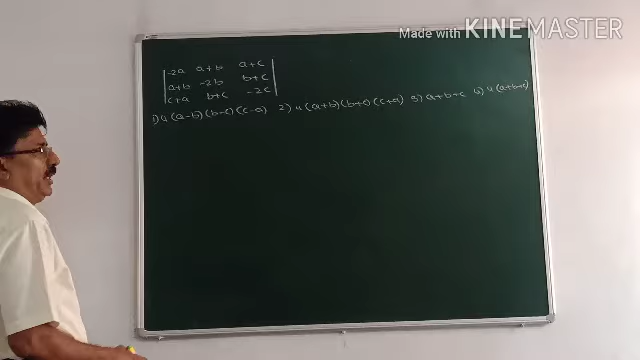 Made with KINEMASTER
| -2a a+b a+c |
| a+b -2b b+c |
| c+a b+c -2c |
1) 4(a-b)(b-c)(c-a) 2) 4(a+b)(b+c)(c+a) 3) a+b+c 4) 4(a+b+c)